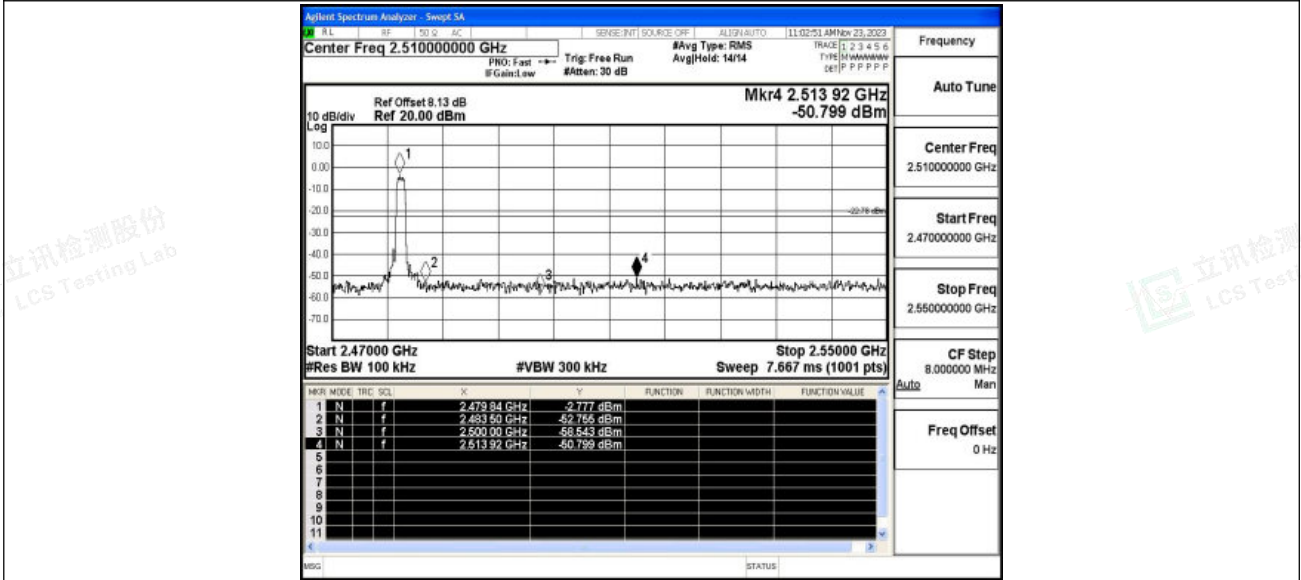 Agilent Spectrum Analyzer - Swept SA
RL RF 50 Ω AC SENSE:INT SOURCE OFF ALIGN AUTO 11:02:51 AM Nov 23, 2023
Center Freq 2.510000000 GHz
PNO: Fast
IFGain:Low
Trig: Free Run
#Atten: 30 dB
#Avg Type: RMS
Avg|Hold: 14/14
TRACE 1 2 3 4 5 6
TYPE M WWWWW
DET P P P P P P
Frequency
Auto Tune
Center Freq
2.510000000 GHz
Start Freq
2.470000000 GHz
Stop Freq
2.550000000 GHz
CF Step
8.000000 MHz
Auto Man
Freq Offset
0 Hz
Mkr4 2.513 92 GHz
-50.799 dBm
Ref Offset 8.13 dB
Ref 20.00 dBm
10 dB/div
Log
10.0
0.00
-10.0
-20.0
-30.0
-40.0
-50.0
-60.0
-70.0
1
2
3
4
-22.78 dBm
Start 2.47000 GHz
Stop 2.55000 GHz
#Res BW 100 kHz
#VBW 300 kHz
Sweep 7.667 ms (1001 pts)
MKR MODE TRC SCL X Y FUNCTION FUNCTION WIDTH FUNCTION VALUE
1 N f 2.479 84 GHz -2.777 dBm
2 N f 2.483 50 GHz -52.755 dBm
3 N f 2.500 00 GHz -58.543 dBm
4 N f 2.513 92 GHz -50.799 dBm
5
6
7
8
9
10
11
MSG
STATUS
立讯检测股份
LCS Testing Lab
立讯检测
LCS Test